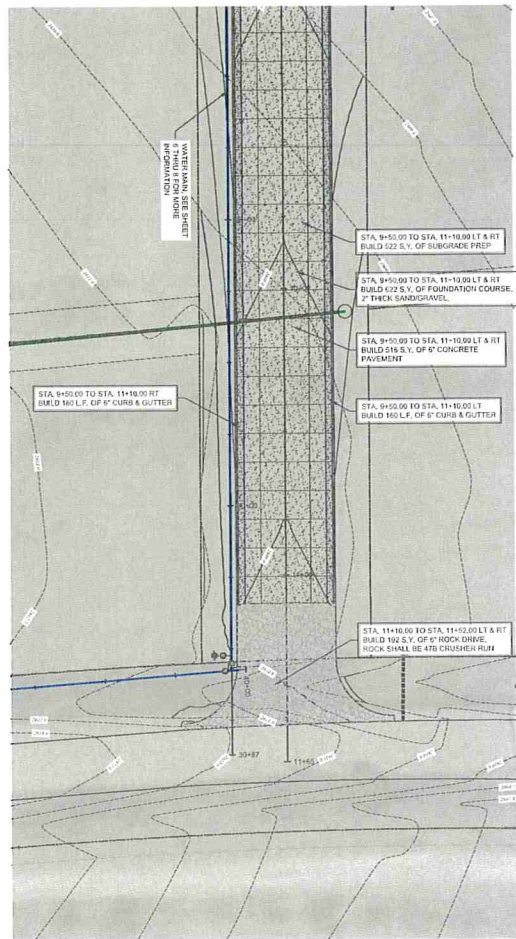 WATER MAIN, SEE SHEET
6 THRU 8 FOR MORE
INFORMATION
STA. 9+50.00 TO STA. 11+10.00 LT & RT
BUILD 622 S.Y. OF SUBGRADE PREP
STA. 9+50.00 TO STA. 11+10.00 LT & RT
BUILD 622 S.Y. OF FOUNDATION COURSE,
2" THICK SAND/GRAVEL
STA. 9+50.00 TO STA. 11+10.00 LT & RT
BUILD 516 S.Y. OF 6" CONCRETE
PAVEMENT
STA. 9+50.00 TO STA. 11+10.00 RT
BUILD 160 L.F. OF 6" CURB & GUTTER
STA. 9+50.00 TO STA. 11+10.00 LT
BUILD 160 L.F. OF 6" CURB & GUTTER
STA. 11+10.00 TO STA. 11+52.00 LT & RT
BUILD 192 S.Y. OF 6" ROCK DRIVE,
ROCK SHALL BE 47B CRUSHER RUN
30+87
11+65